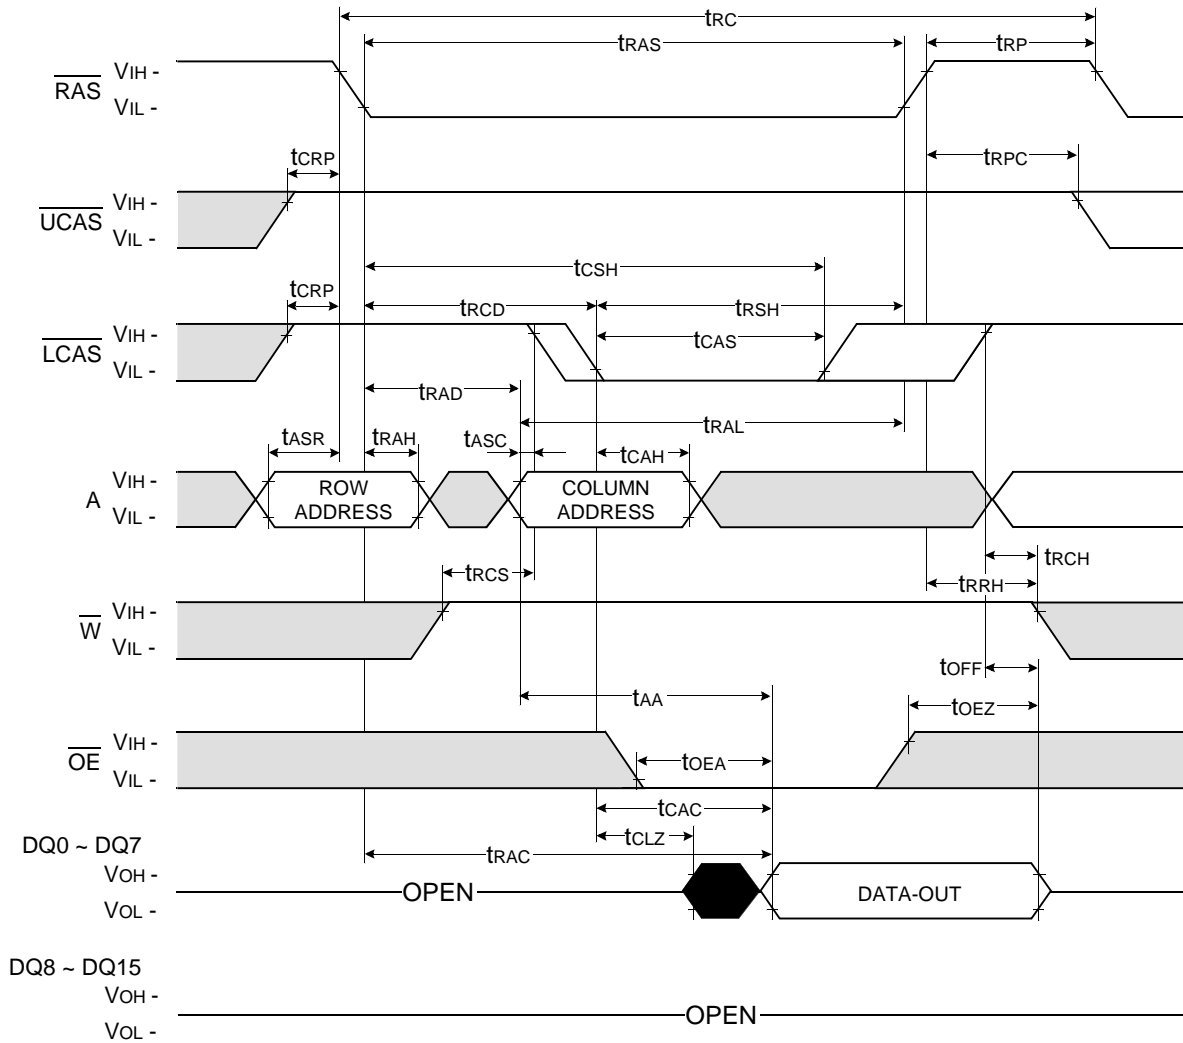 tRC
tRAS
tRP
RAS
VIH -
VIL -
tCRP
tRPC
UCAS
VIH -
VIL -
tCSH
tCRP
tRCD
tRSH
LCAS
VIH -
VIL -
tCAS
tRAD
tRAL
tASR
tRAH
tASC
tCAH
A
VIH -
VIL -
ROW
ADDRESS
COLUMN
ADDRESS
tRCH
tRCS
tRRH
W
VIH -
VIL -
tOFF
tAA
tOEZ
OE
VIH -
VIL -
tOEA
tCAC
tCLZ
DQ0 ~ DQ7
tRAC
VOH -
VOL -
OPEN
DATA-OUT
DQ8 ~ DQ15
VOH -
VOL -
OPEN